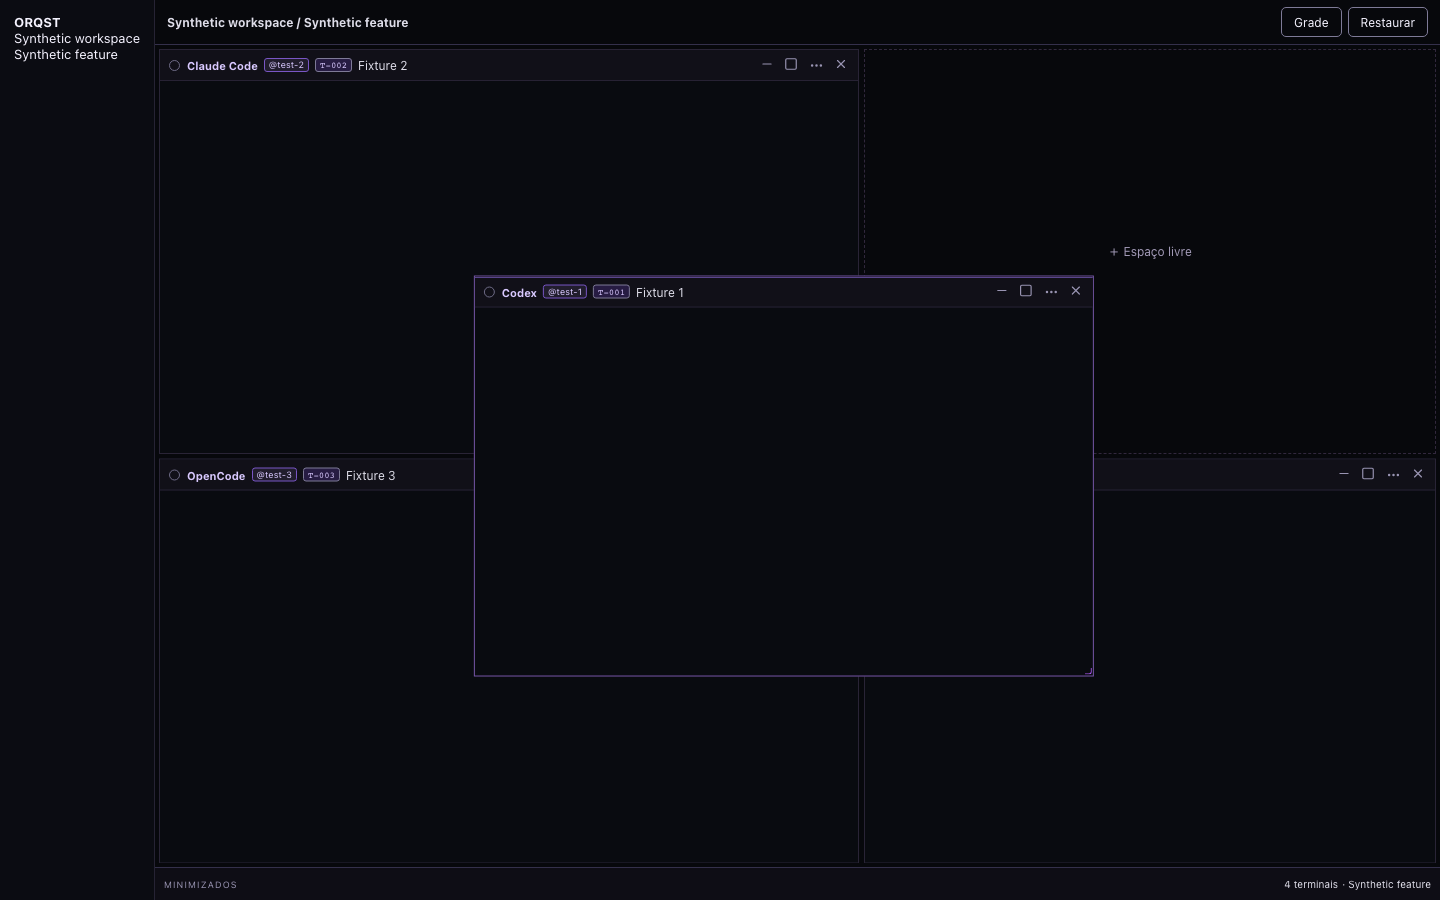 ORQST
Synthetic workspace
Synthetic feature
Synthetic workspace / Synthetic feature
Grade
Restaurar
Claude Code @test-2 T-002 Fixture 2
+ Espaço livre
Codex @test-1 T-001 Fixture 1
OpenCode @test-3 T-003 Fixture 3
MINIMIZADOS
4 terminais · Synthetic feature